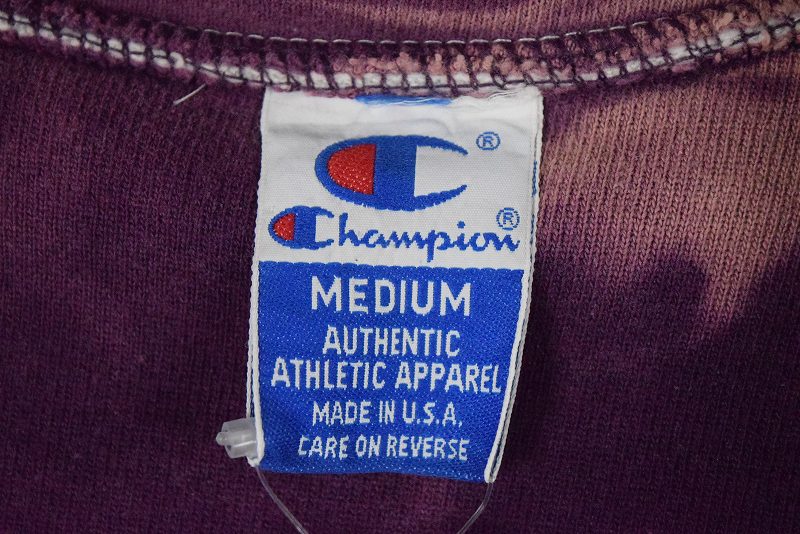 C ®
Champion ®
MEDIUM
AUTHENTIC
ATHLETIC APPAREL
MADE IN U.S.A.
CARE ON REVERSE